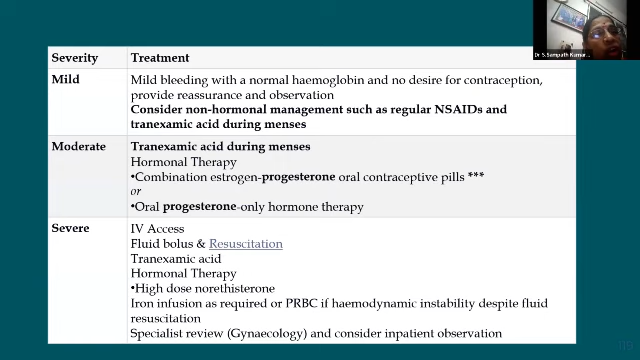 Dr S.Sampath Kumar...
Severity Treatment
Mild Mild bleeding with a normal haemoglobin and no desire for contraception,
provide reassurance and observation
Consider non-hormonal management such as regular NSAIDs and
tranexamic acid during menses
Moderate Tranexamic acid during menses
Hormonal Therapy
•Combination estrogen-progesterone oral contraceptive pills ***
or
•Oral progesterone-only hormone therapy
Severe IV Access
Fluid bolus & Resuscitation
Tranexamic acid
Hormonal Therapy
•High dose norethisterone
Iron infusion as required or PRBC if haemodynamic instability despite fluid
resuscitation
Specialist review (Gynaecology) and consider inpatient observation